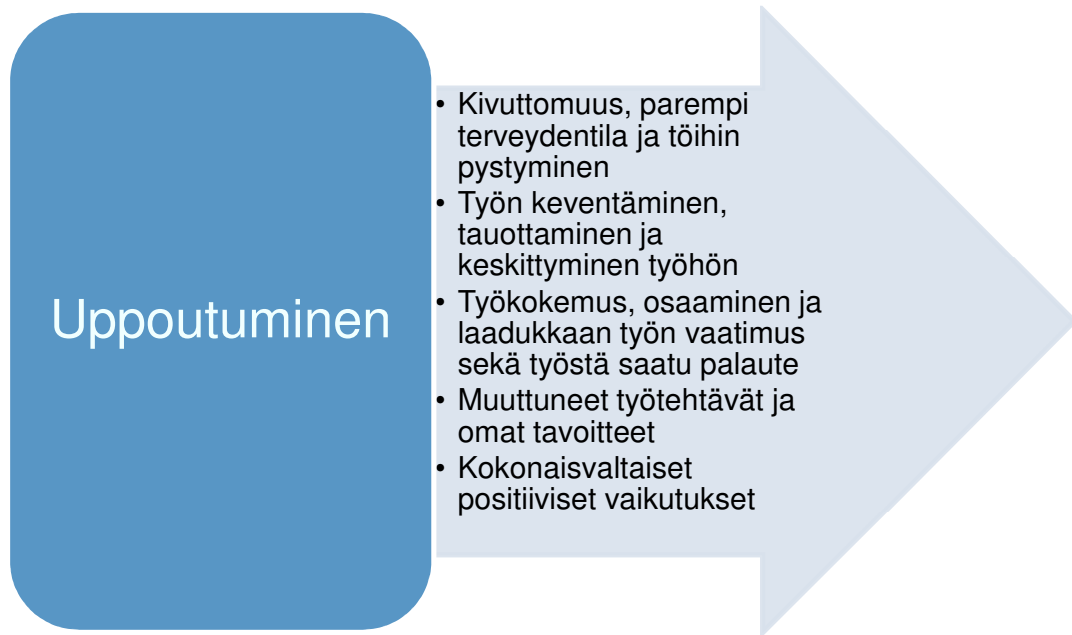 Uppoutuminen
• Kivuttomuus, parempi
terveydentila ja töihin
pystyminen
• Työn keventäminen,
tauottaminen ja
keskittyminen työhön
• Työkokemus, osaaminen ja
laadukkaan työn vaatimus
sekä työstä saatu palaute
• Muuttuneet työtehtävät ja
omat tavoitteet
• Kokonaisvaltaiset
positiiviset vaikutukset